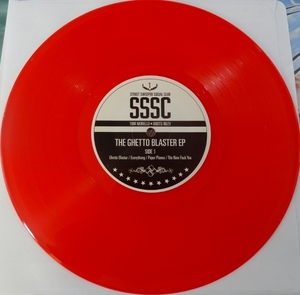 STREET SWEEPER SOCIAL CLUB
SSSC
TOM MORELLO • BOOTS RILEY
THE GHETTO BLASTER EP
SIDE 1
Ghetto Blaster / Everythang / Paper Planes / The New Fuck You